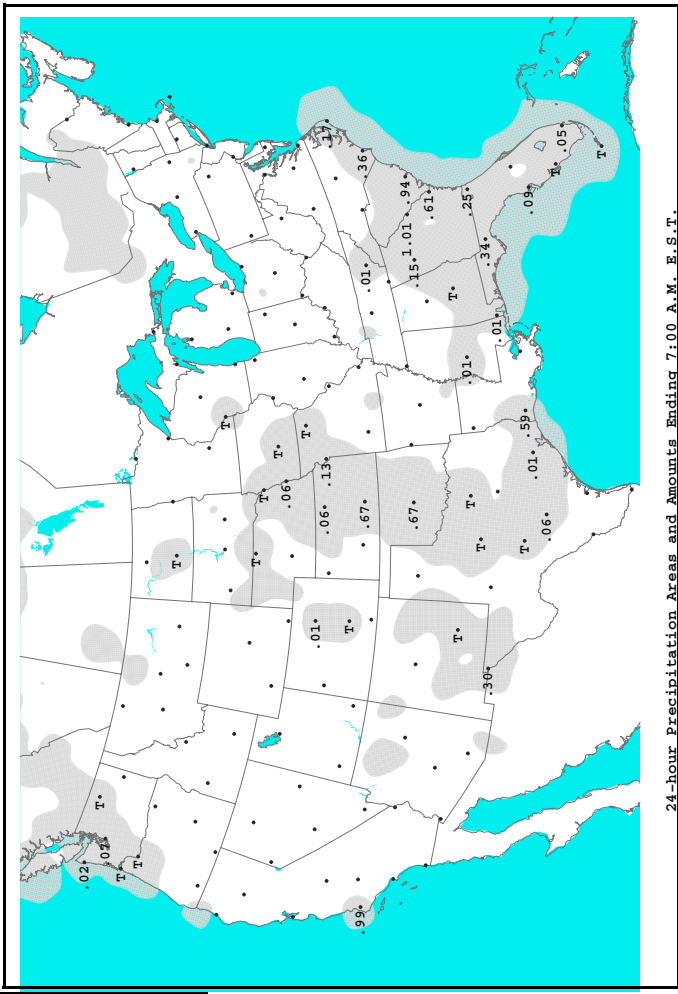 .02
T
T
T
T
T
T
T
T
.06
T
.01
.06
.13
.17
T
.99
.36
.67
.01
.94
1.01
.67
.15
.61
T
T
.01
.25
T
T
.34
.30
.01
T
.59
.09
.01
.06
T
.05
T
24-hour Precipitation Areas and Amounts Ending 7:00 A.M. E.S.T.